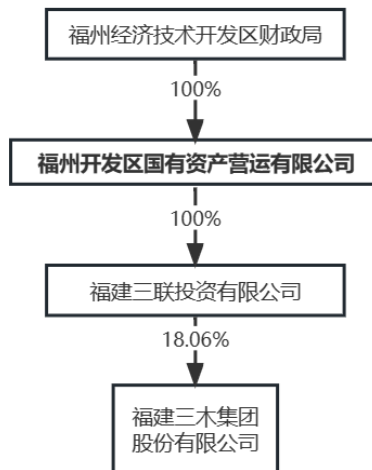 福州经济技术开发区财政局
100%
福州开发区国有资产营运有限公司
100%
福建三联投资有限公司
18.06%
福建三木集团
股份有限公司